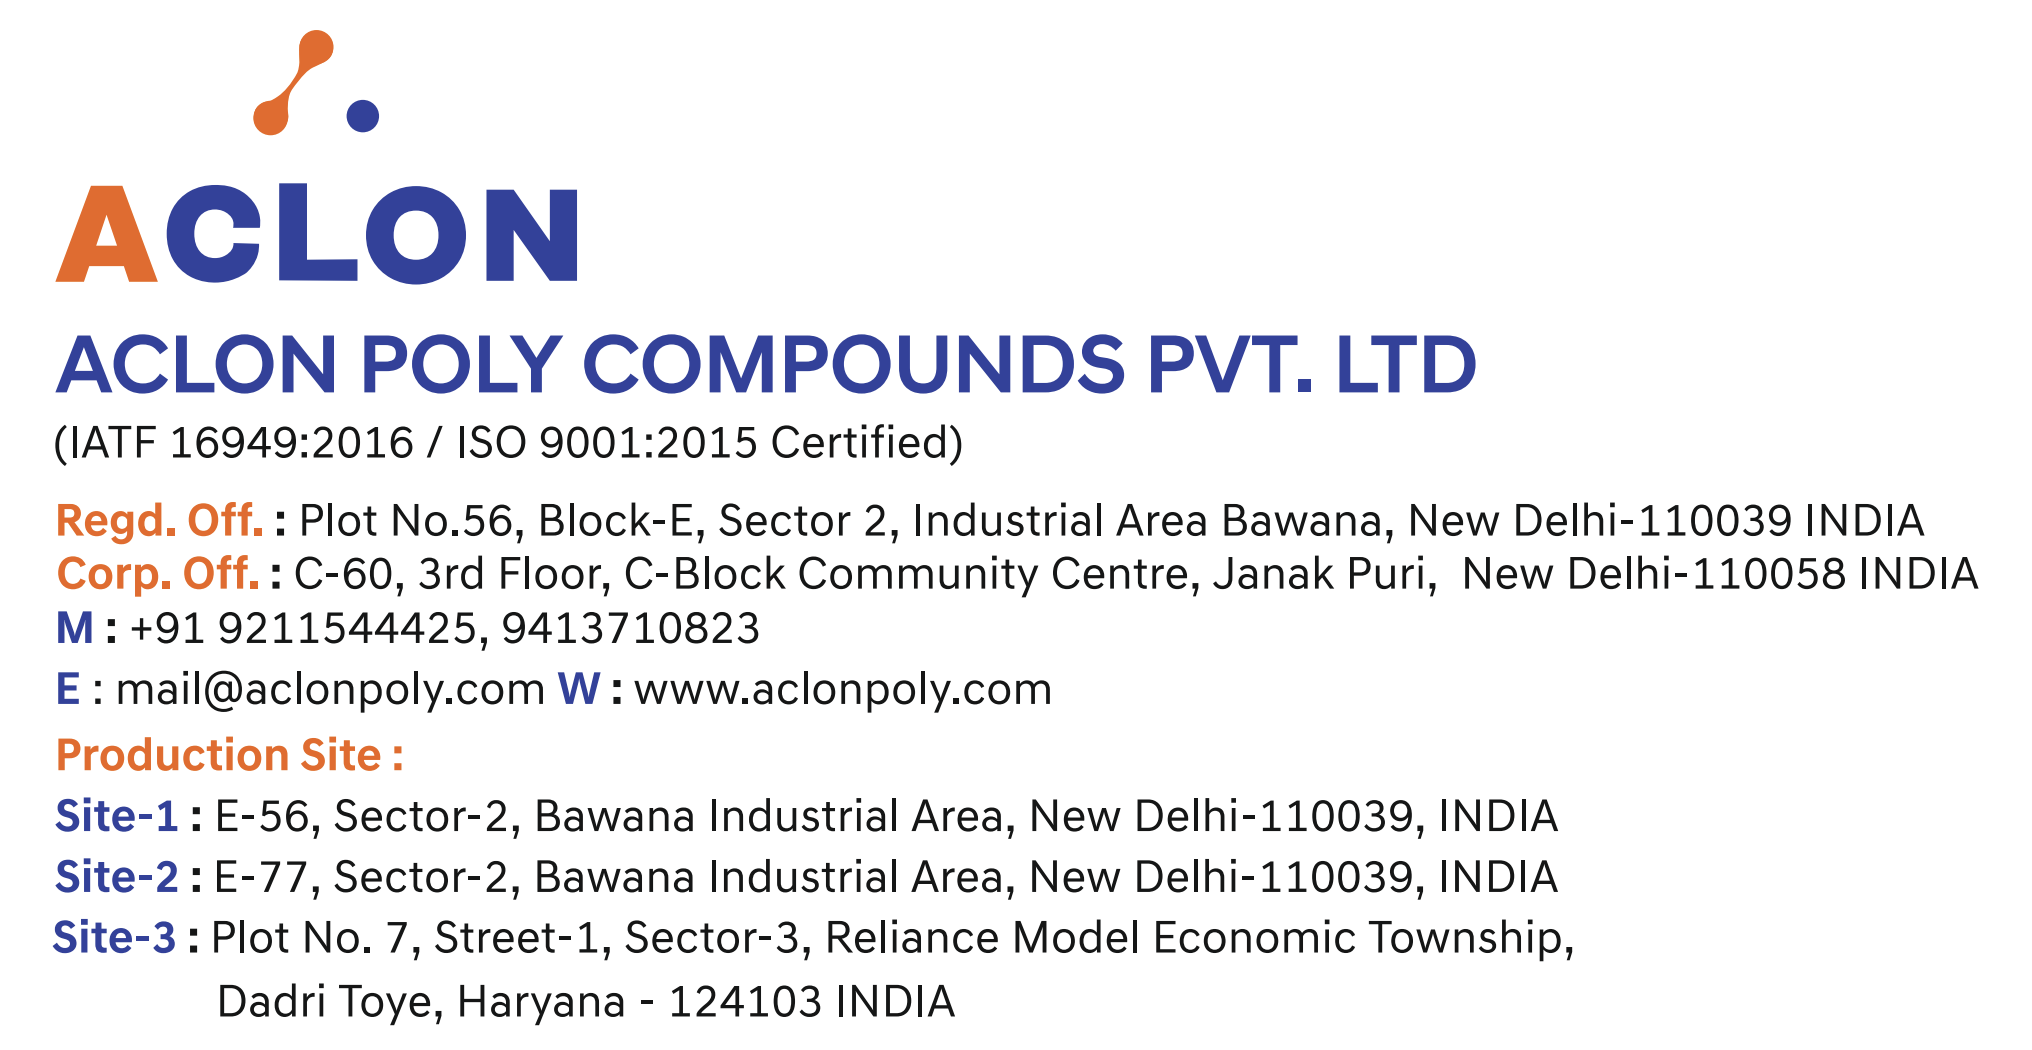 ACLON
ACLON POLY COMPOUNDS PVT. LTD
(IATF 16949:2016 / ISO 9001:2015 Certified)
Regd. Off. : Plot No.56, Block-E, Sector 2, Industrial Area Bawana, New Delhi-110039 INDIA
Corp. Off. : C-60, 3rd Floor, C-Block Community Centre, Janak Puri, New Delhi-110058 INDIA
M : +91 9211544425, 9413710823
E : mail@aclonpoly.com W : www.aclonpoly.com
Production Site :
Site-1 : E-56, Sector-2, Bawana Industrial Area, New Delhi-110039, INDIA
Site-2 : E-77, Sector-2, Bawana Industrial Area, New Delhi-110039, INDIA
Site-3 : Plot No. 7, Street-1, Sector-3, Reliance Model Economic Township,
Dadri Toye, Haryana - 124103 INDIA